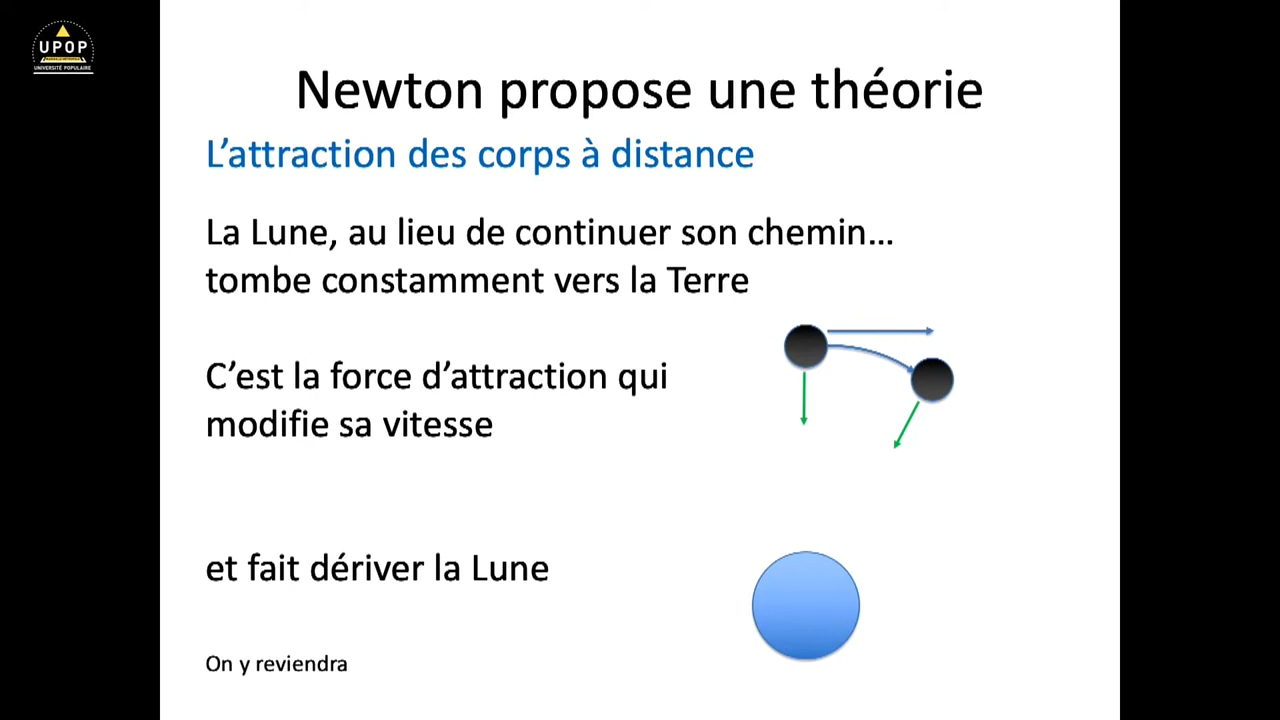 UPOP
UNIVERSITÉ POPULAIRE
Newton propose une théorie
L’attraction des corps à distance
La Lune, au lieu de continuer son chemin…
tombe constamment vers la Terre
C’est la force d’attraction qui
modifie sa vitesse
et fait dériver la Lune
On y reviendra